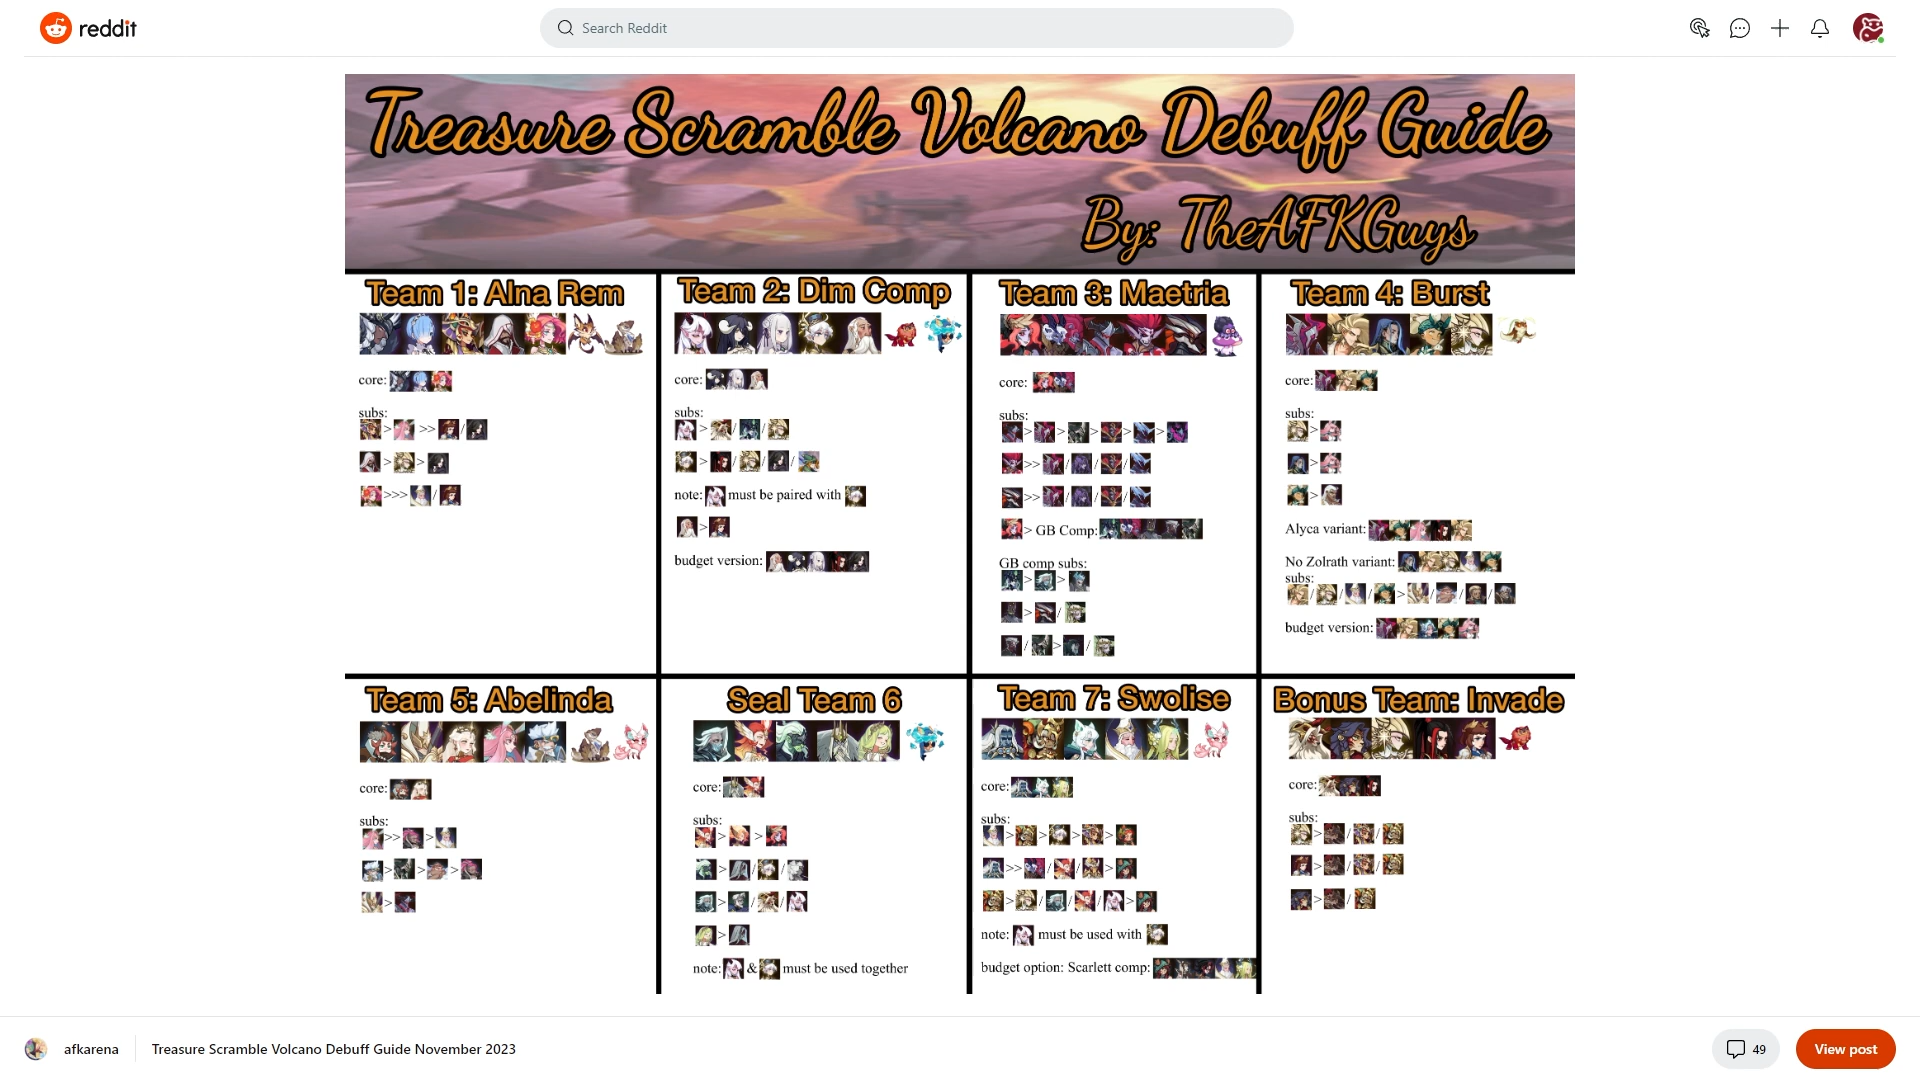 reddit
Search Reddit
Treasure Scramble Volcano Debuff Guide
By: TheAFKGuys
Team 1: Alna Rem
core:
subs:
> >> /
> >
>>> /
Team 2: Dim Comp
core:
subs:
> / /
> / / /
note: must be paired with
>
budget version:
Team 3: Maetria
core:
subs:
> > > > >
>> / / /
>> / / /
> GB Comp:
GB comp subs:
> >
> /
/ > /
Team 4: Burst
core:
subs:
>
>
>
Alyca variant:
No Zolrath variant:
subs:
/ / / > / / /
budget version:
Team 5: Abelinda
core:
subs:
>> >
> > >
>
Seal Team 6
core:
subs:
> >
> / /
> / /
>
note: & must be used together
Team 7: Swolise
core:
subs:
> > > >
>> / / >
> / / / >
note: must be used with
budget option: Scarlett comp:
Bonus Team: Invade
core:
subs:
> / /
> / /
> /
afkarena
Treasure Scramble Volcano Debuff Guide November 2023
49
View post